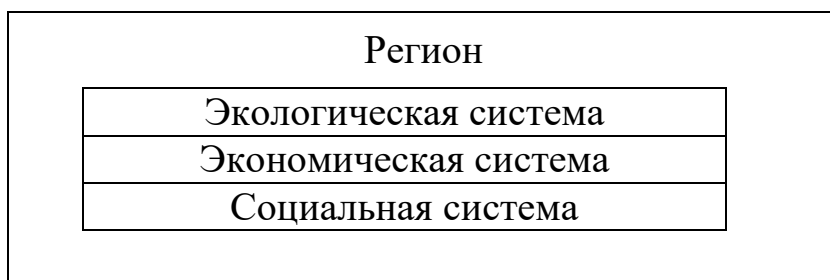 Регион
Экологическая система
Экономическая система
Социальная система